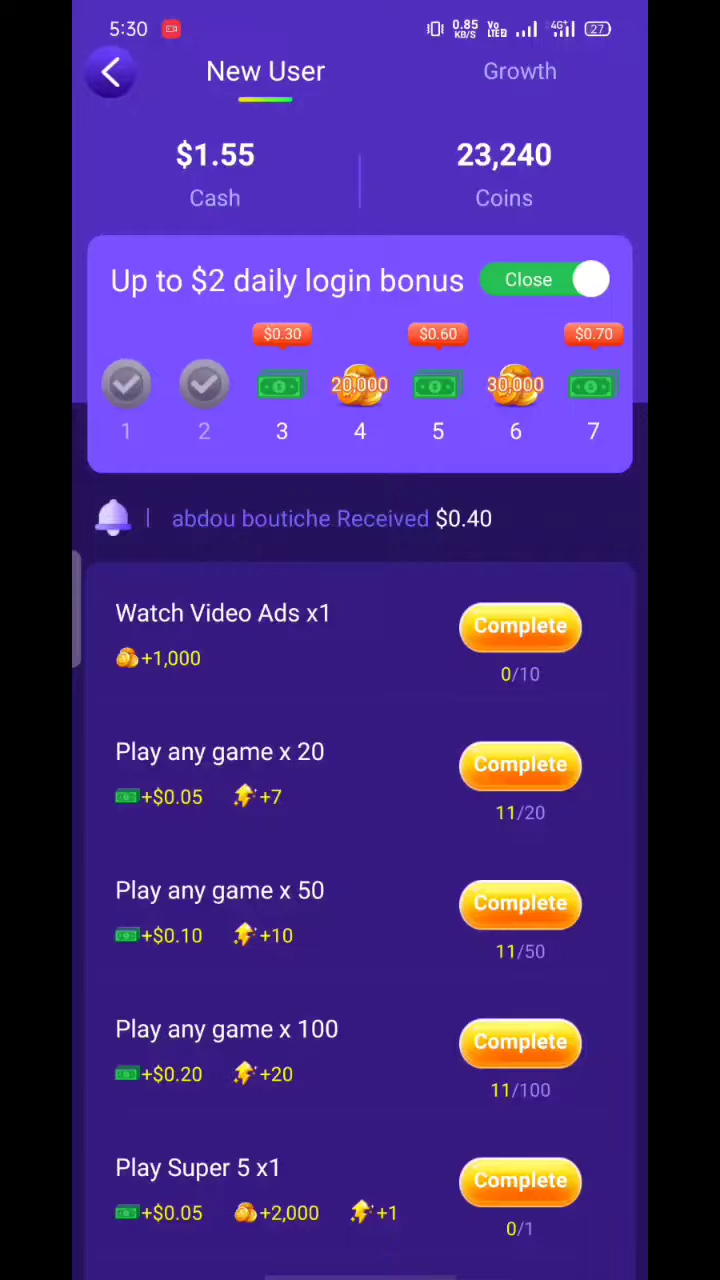 5:30 0.85 KB/S Vo LTE2 4G+ 27
New User Growth
$1.55 23,240
Cash Coins
Up to $2 daily login bonus Close
$0.30 $0.60 $0.70
20,000 30,000
1 2 3 4 5 6 7
abdou boutiche Received $0.40
Watch Video Ads x1 Complete
+1,000 0/10
Play any game x 20 Complete
+$0.05 +7 11/20
Play any game x 50 Complete
+$0.10 +10 11/50
Play any game x 100 Complete
+$0.20 +20 11/100
Play Super 5 x1 Complete
+$0.05 +2,000 +1 0/1